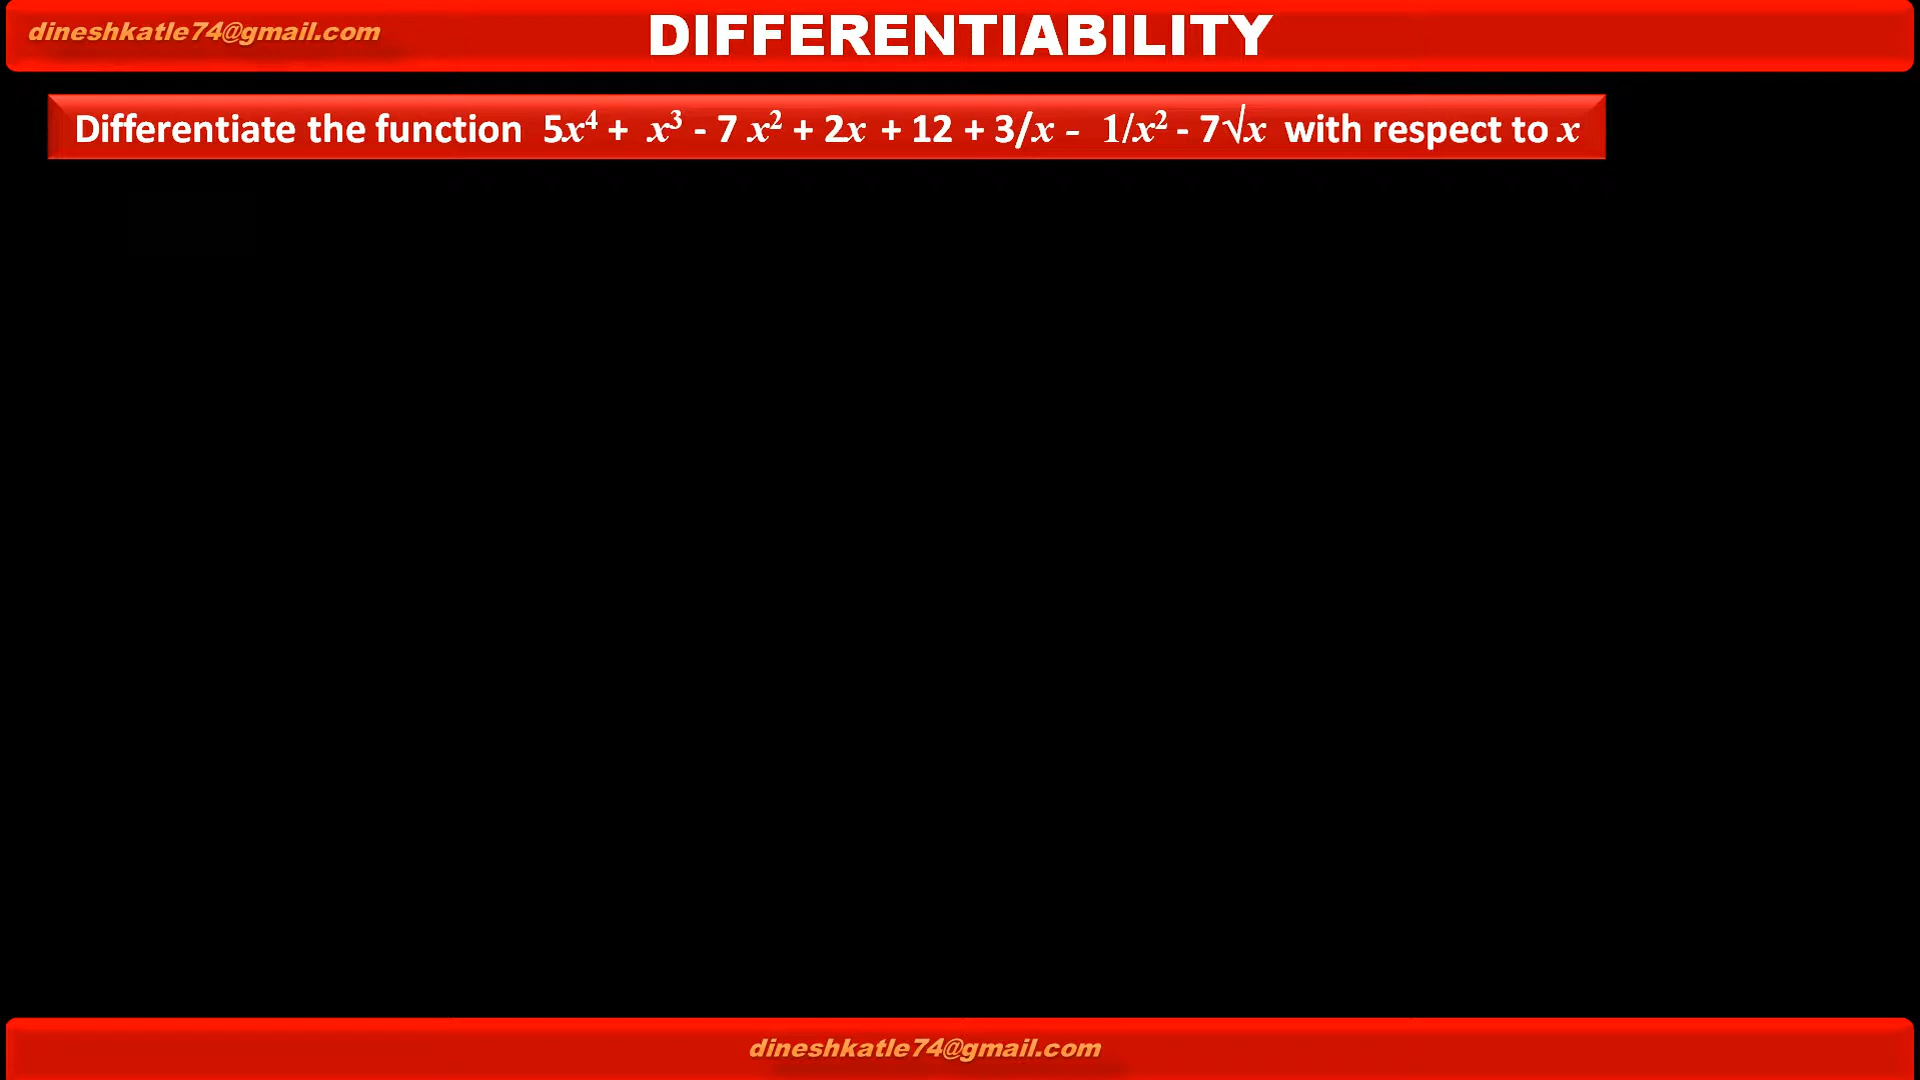 dineshkatle74@gmail.com
DIFFERENTIABILITY
Differentiate the function 5x⁴ + x³ - 7 x² + 2x + 12 + 3/x - 1/x² - 7√x with respect to x
dineshkatle74@gmail.com